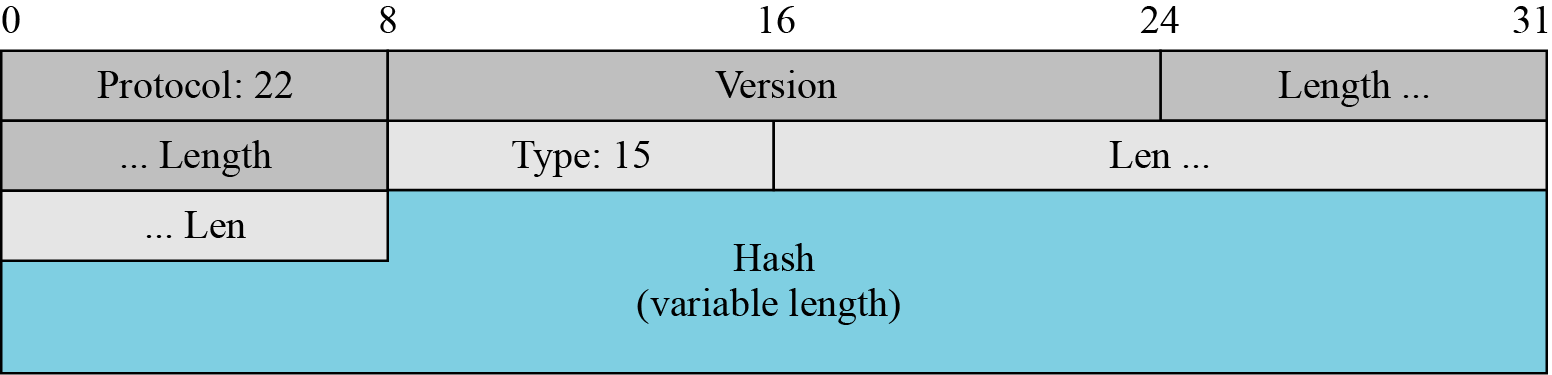 0 8 16 24 31
Protocol: 22 Version Length ...
... Length Type: 15 Len ...
... Len
Hash
(variable length)